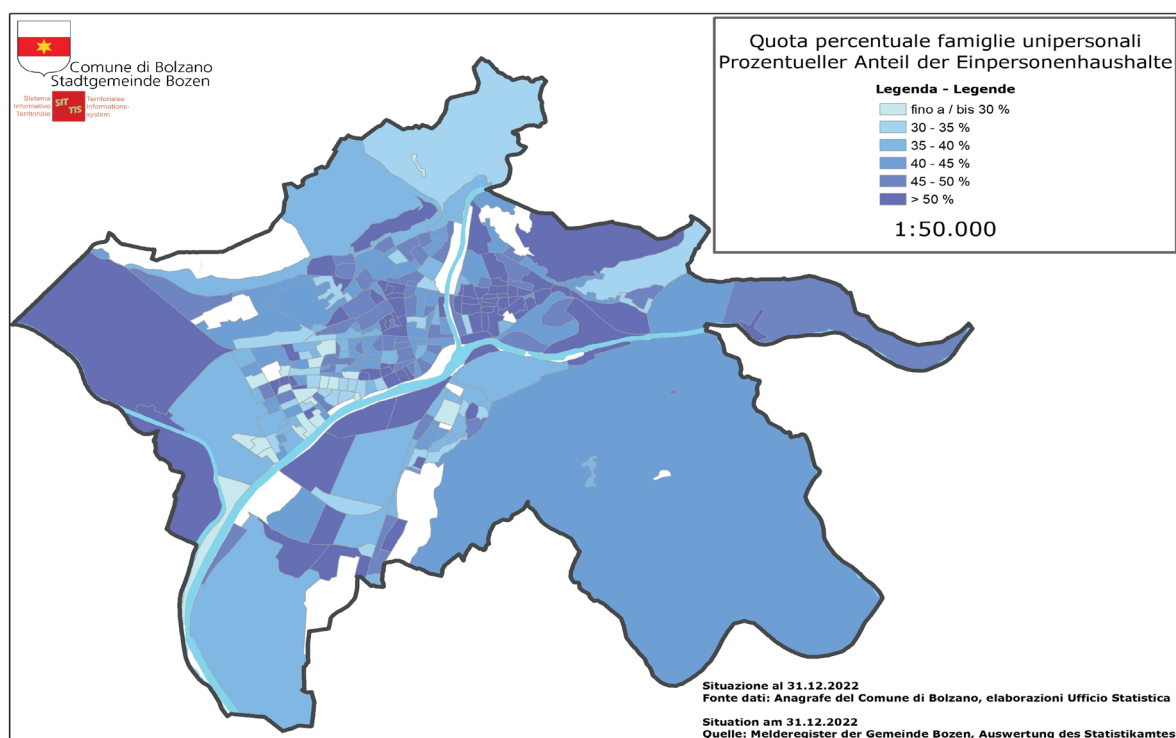 Comune di Bolzano
Stadtgemeinde Bozen
Sistema
Informativo
Territoriale
SIT
TIS
Territoriales
Informations-
system
Quota percentuale famiglie unipersonali
Prozentueller Anteil der Einpersonenhaushalte
Legenda - Legende
fino a / bis 30 %
30 - 35 %
35 - 40 %
40 - 45 %
45 - 50 %
> 50 %
1:50.000
Situazione al 31.12.2022
Fonte dati: Anagrafe del Comune di Bolzano, elaborazioni Ufficio Statistica
Situation am 31.12.2022
Quelle: Melderegister der Gemeinde Bozen, Auswertung des Statistikamtes